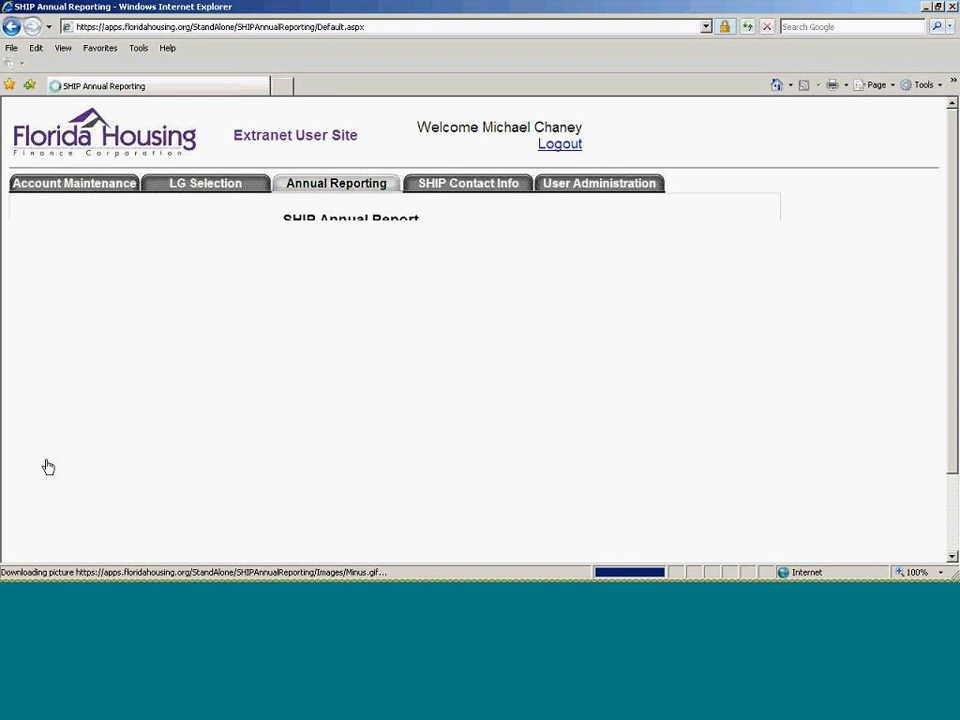 SHIP Annual Reporting - Windows Internet Explorer
https://apps.floridahousing.org/StandAlone/SHIPAnnualReporting/Default.aspx
Search Google
File Edit View Favorites Tools Help
SHIP Annual Reporting
Page Tools
Florida Housing
Finance Corporation
Extranet User Site
Welcome Michael Chaney
Logout
Account Maintenance LG Selection Annual Reporting SHIP Contact Info User Administration
SHIP Annual Report
Downloading picture https://apps.floridahousing.org/StandAlone/SHIPAnnualReporting/Images/Minus.gif...
Internet
100%